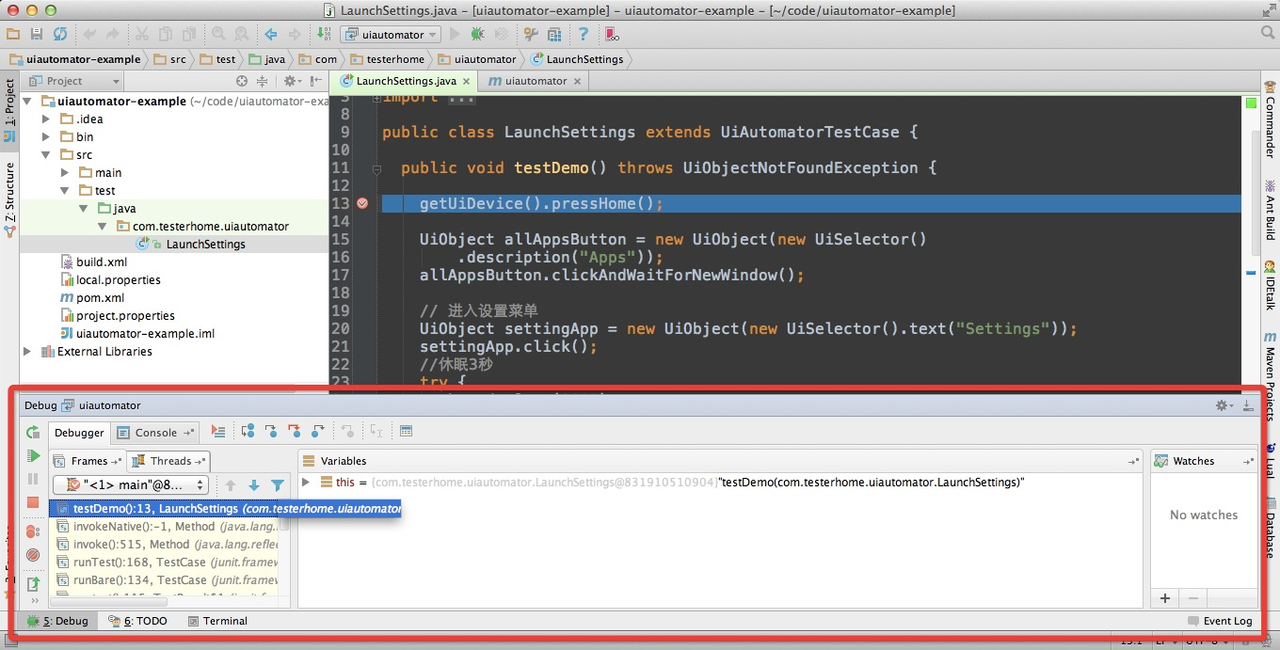 LaunchSettings.java - [uiautomator-example] - uiautomator-example - [~/code/uiautomator-example]
uiautomator
uiautomator-example src test java com testerhome uiautomator LaunchSettings
1: Project
Z: Structure
Project
uiautomator-example (~/code/uiautomator-exa
.idea
bin
src
main
test
java
com.testerhome.uiautomator
LaunchSettings
build.xml
local.properties
pom.xml
project.properties
uiautomator-example.iml
External Libraries
LaunchSettings.java
uiautomator
3 import ...
8
9 public class LaunchSettings extends UiAutomatorTestCase {
10
11 public void testDemo() throws UiObjectNotFoundException {
12
13 getUiDevice().pressHome();
14
15 UiObject allAppsButton = new UiObject(new UiSelector()
16 .description("Apps"));
17 allAppsButton.clickAndWaitForNewWindow();
18
19 // 进入设置菜单
20 UiObject settingApp = new UiObject(new UiSelector().text("Settings"));
21 settingApp.click();
22 //休眠3秒
23 try {
Commander
Ant Build
IDEtalk
Maven Projects
Database
Debug uiautomator
Debugger Console
Frames Threads
"<1> main"@8...
testDemo():13, LaunchSettings (com.testerhome.uiautomator
invokeNative():-1, Method (java.lang.
invoke():515, Method (java.lang.refle
runTest():168, TestCase (junit.framew
runBare():134, TestCase (junit.framew
Variables
this = {com.testerhome.uiautomator.LaunchSettings@831910510904}"testDemo(com.testerhome.uiautomator.LaunchSettings)"
Watches
No watches
5: Debug 6: TODO Terminal Event Log